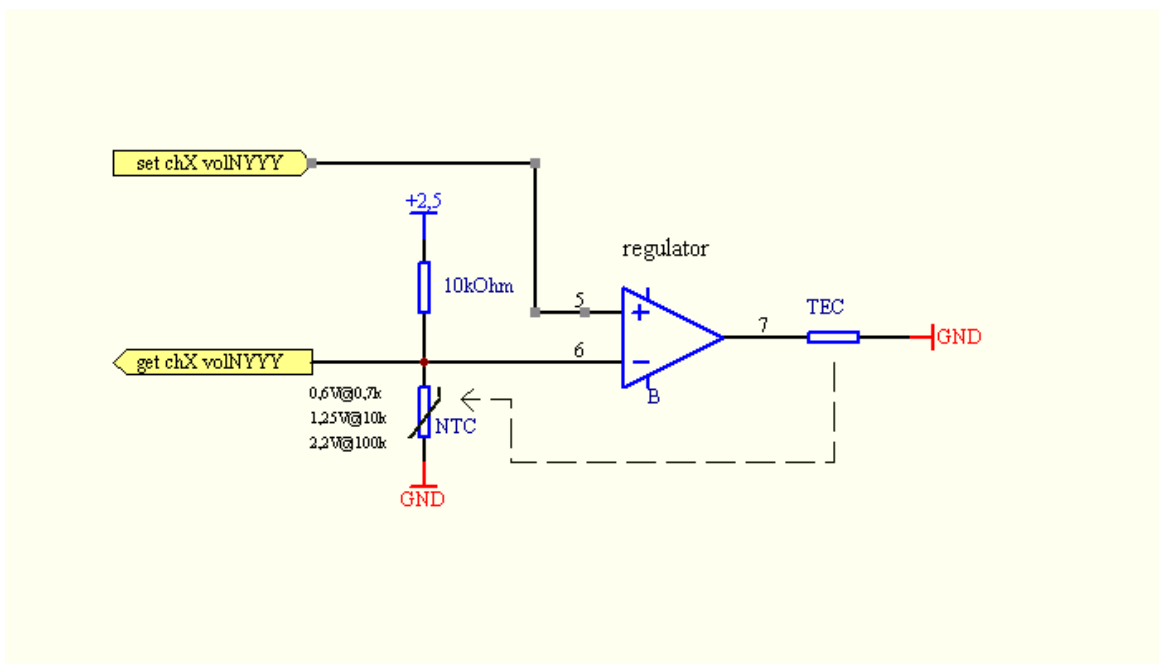 set chX volNYYY
+2,5
regulator
10kOhm
5
+
TEC
7
GND
6
get chX volNYYY
B
0,6V@0,7k
1,25V@10k
NTC
2,2V@100k
GND